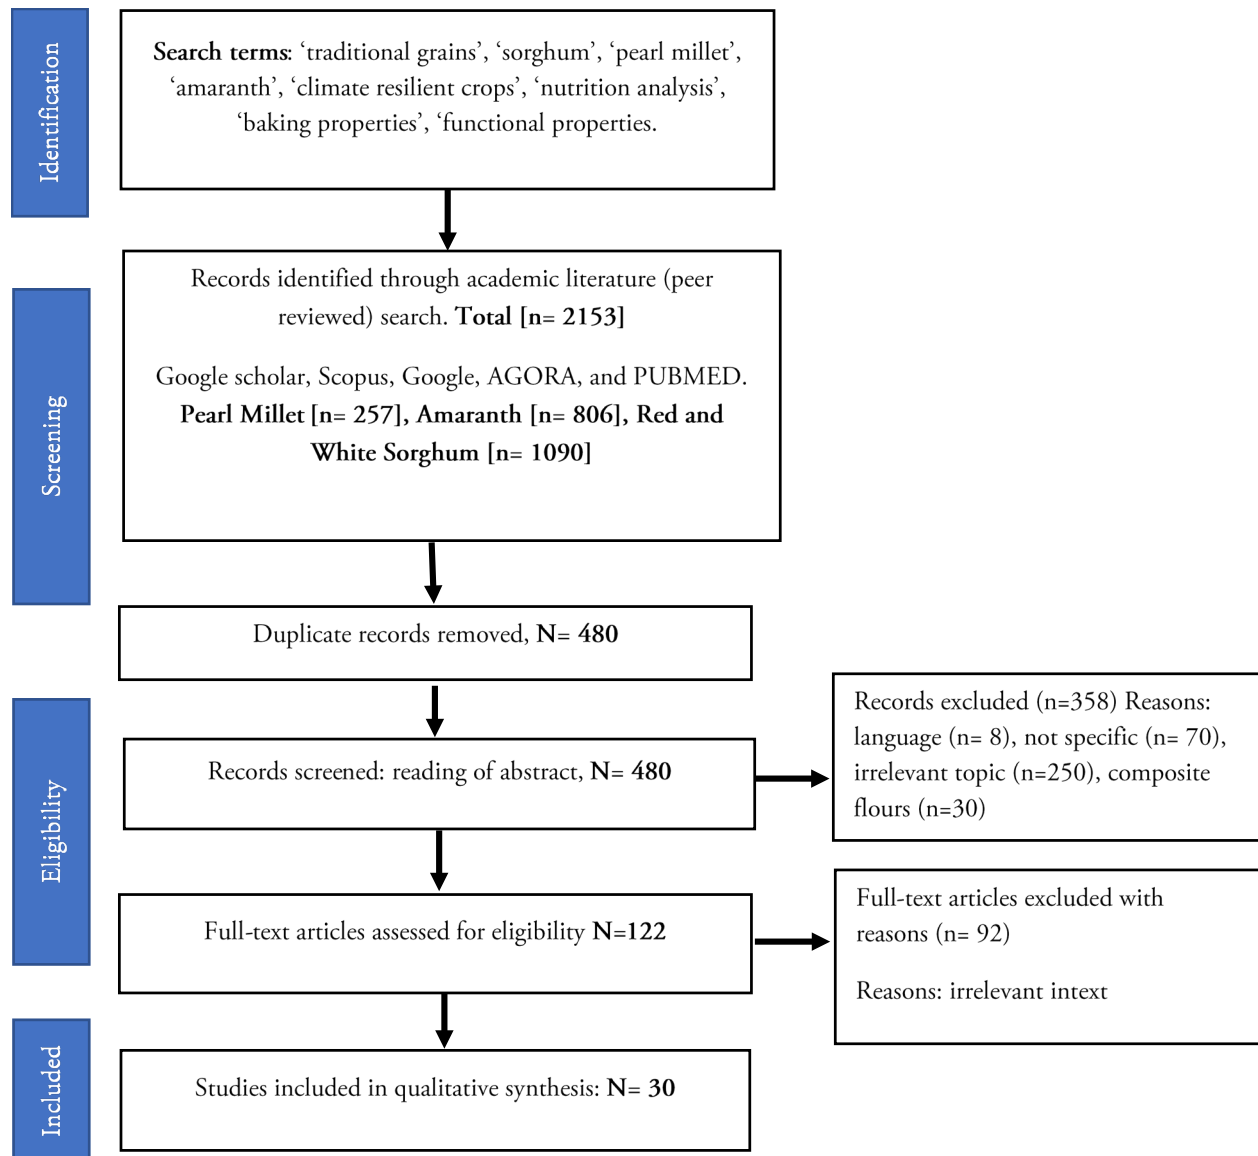 Identification
Search terms: ‘traditional grains’, ‘sorghum’, ‘pearl millet’,
‘amaranth’, ‘climate resilient crops’, ‘nutrition analysis’,
‘baking properties’, ‘functional properties.
Screening
Records identified through academic literature (peer
reviewed) search. Total [n= 2153]
Google scholar, Scopus, Google, AGORA, and PUBMED.
Pearl Millet [n= 257], Amaranth [n= 806], Red and
White Sorghum [n= 1090]
Duplicate records removed, N= 480
Eligibility
Records screened: reading of abstract, N= 480
Records excluded (n=358) Reasons:
language (n= 8), not specific (n= 70),
irrelevant topic (n=250), composite
flours (n=30)
Full-text articles assessed for eligibility N=122
Full-text articles excluded with
reasons (n= 92)
Reasons: irrelevant intext
Included
Studies included in qualitative synthesis: N= 30